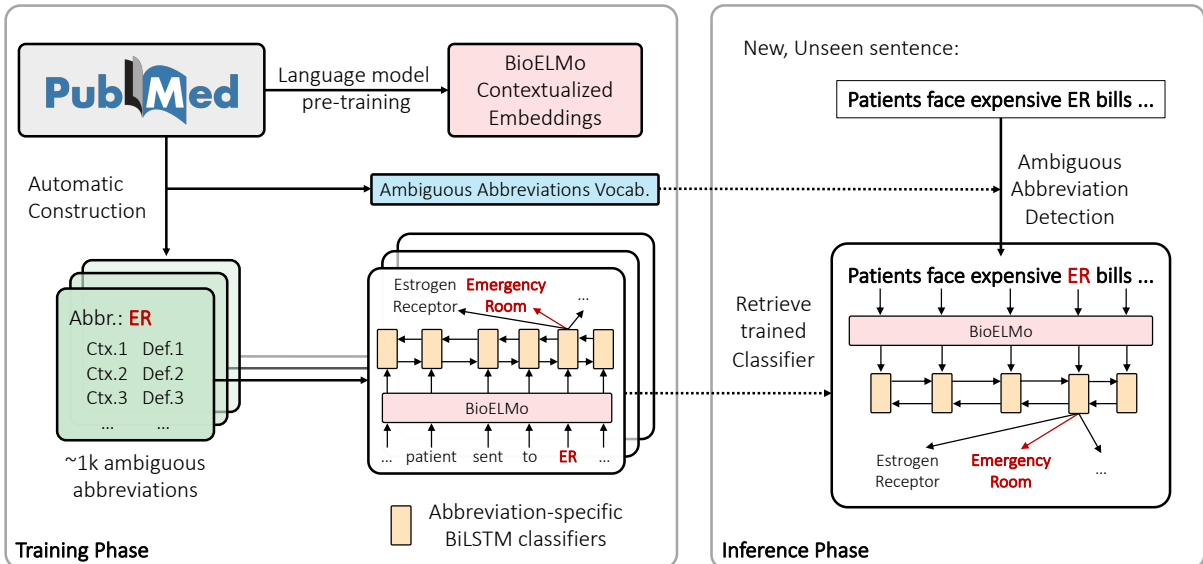 PubMed
Language model
pre-training
BioELMo
Contextualized
Embeddings
Automatic
Construction
Ambiguous Abbreviations Vocab.
Abbr.: ER
Ctx.1 Def.1
Ctx.2 Def.2
Ctx.3 Def.3
... ...
~1k ambiguous
abbreviations
Estrogen
Receptor
Emergency
Room
...
BioELMo
... patient sent to ER ...
Abbreviation-specific
BiLSTM classifiers
Training Phase
New, Unseen sentence:
Patients face expensive ER bills ...
Ambiguous
Abbreviation
Detection
Retrieve
trained
Classifier
Patients face expensive ER bills ...
BioELMo
Estrogen
Receptor
Emergency
Room
...
Inference Phase